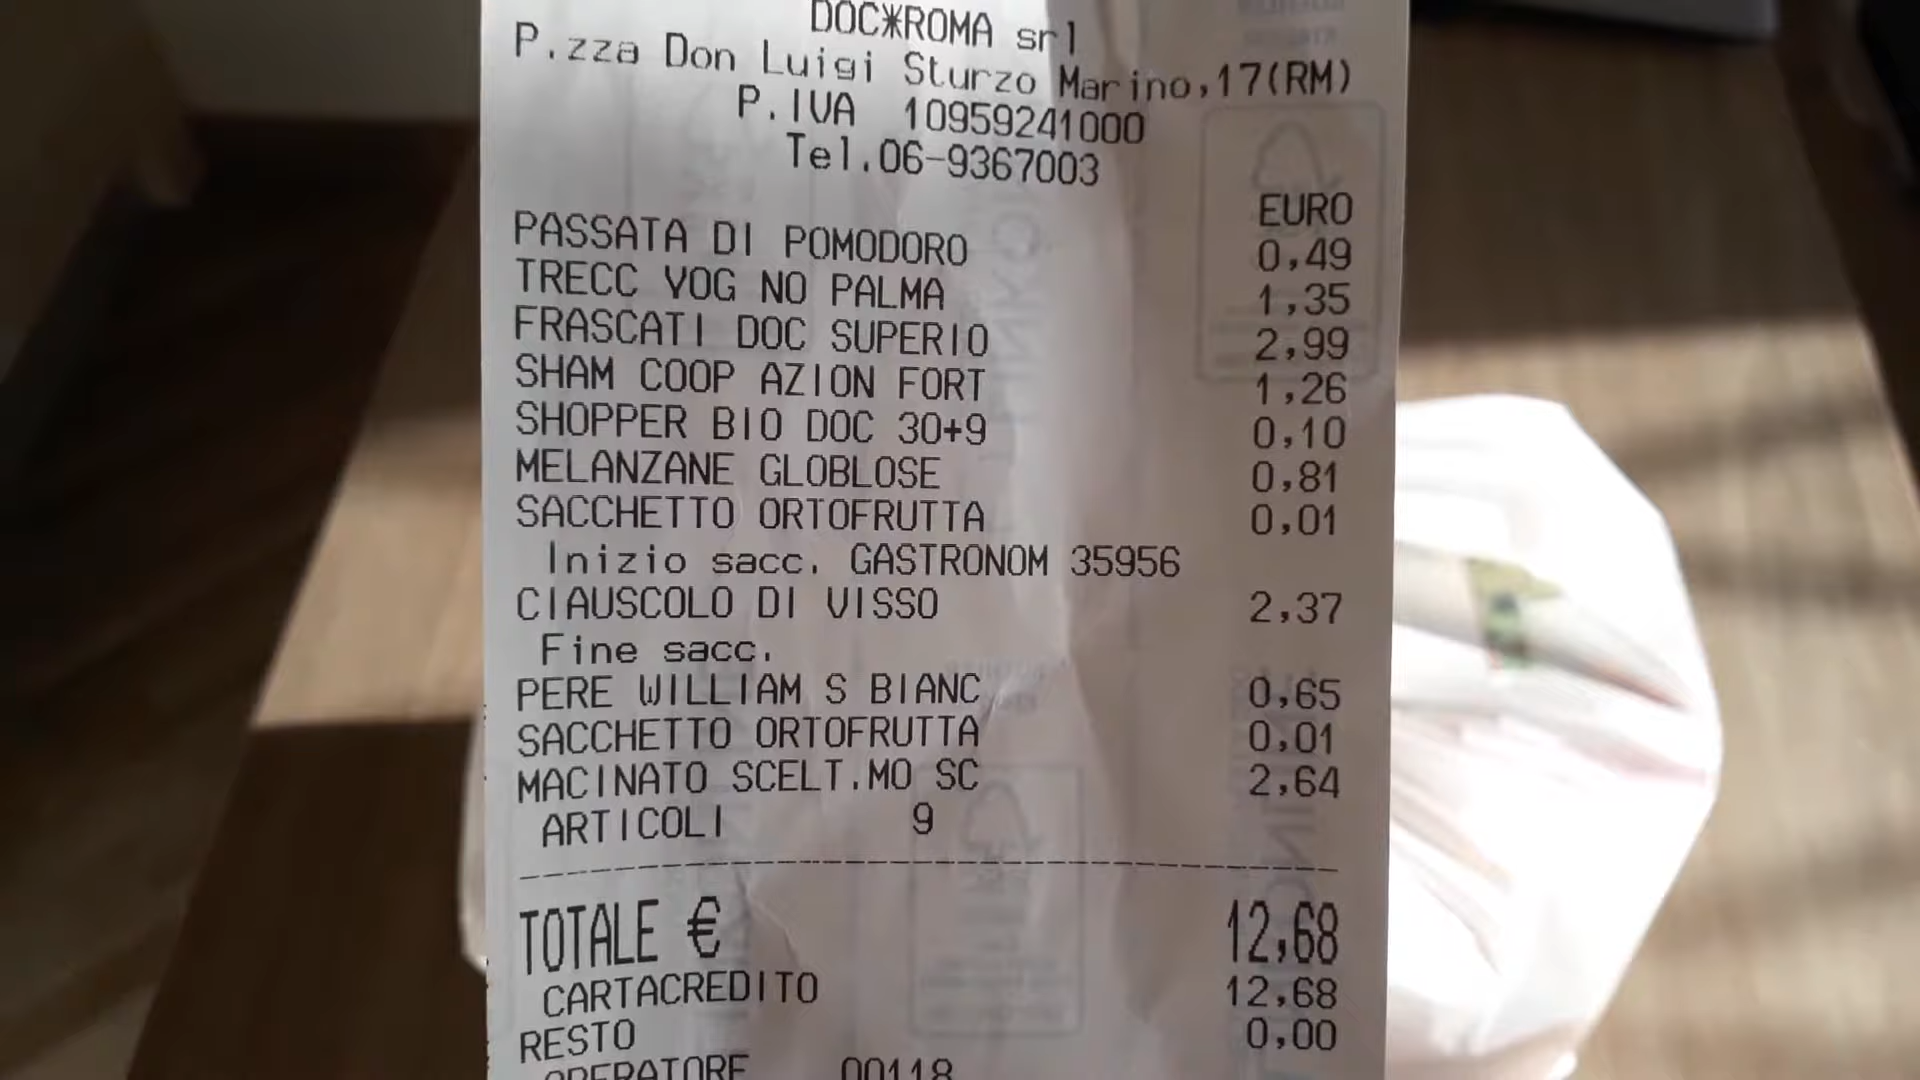 DOC*ROMA srl
P.zza Don Luigi Sturzo Marino,17(RM)
P.IVA 10959241000
Tel.06-9367003
EURO
PASSATA DI POMODORO 0,49
TRECC YOG NO PALMA 1,35
FRASCATI DOC SUPERIO 2,99
SHAM COOP AZION FORT 1,26
SHOPPER BIO DOC 30+9 0,10
MELANZANE GLOBLOSE 0,81
SACCHETTO ORTOFRUTTA 0,01
Inizio sacc. GASTRONOM 35956
CIAUSCOLO DI VISSO 2,37
Fine sacc.
PERE WILLIAM S BIANC 0,65
SACCHETTO ORTOFRUTTA 0,01
MACINATO SCELT.MO SC 2,64
ARTICOLI 9
TOTALE € 12,68
CARTACREDITO 12,68
RESTO 0,00
OPERATORE 00118